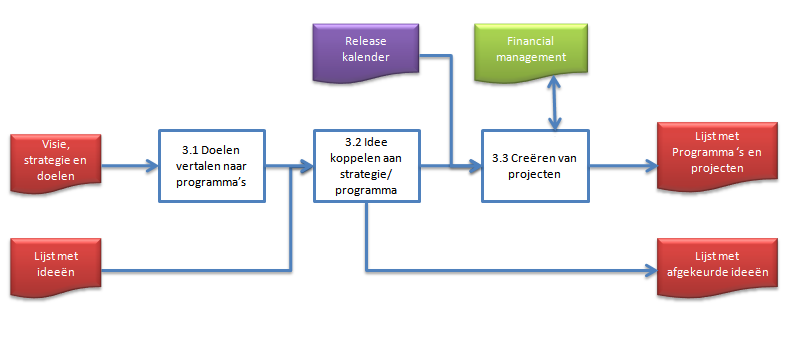 Release
kalender
Financial
management
Visie,
strategie en
doelen
3.1 Doelen
vertalen naar
programma's
3.2 Idee
koppelen aan
strategie/
programma
3.3 Creëren van
projecten
Lijst met
Programma 's en
projecten
Lijst met
ideeën
Lijst met
afgekeurde ideeën